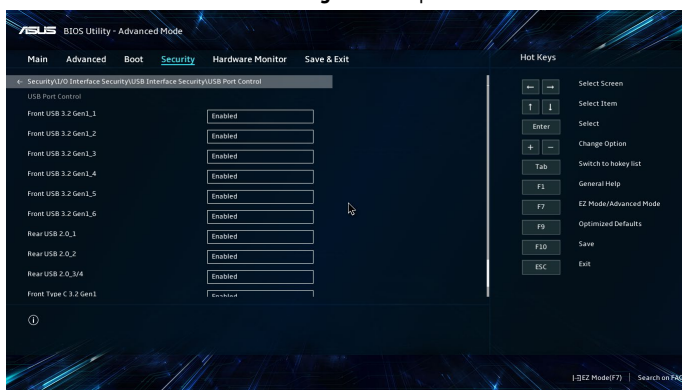 ASUS BIOS Utility - Advanced Mode
Main Advanced Boot Security Hardware Monitor Save & Exit
← Security\I/O Interface Security\USB Interface Security\USB Port Control
USB Port Control
Front USB 3.2 Gen1_1 Enabled
Front USB 3.2 Gen1_2 Enabled
Front USB 3.2 Gen1_3 Enabled
Front USB 3.2 Gen1_4 Enabled
Front USB 3.2 Gen1_5 Enabled
Front USB 3.2 Gen1_6 Enabled
Rear USB 2.0_1 Enabled
Rear USB 2.0_2 Enabled
Rear USB 2.0_3/4 Enabled
Front Type C 3.2 Gen1 Enabled
Hot Keys
← → Select Screen
↑ ↓ Select Item
Enter Select
+ − Change Option
Tab Switch to hokey list
F1 General Help
F7 EZ Mode/Advanced Mode
F9 Optimized Defaults
F10 Save
ESC Exit
EZ Mode(F7) | Search on FAQ